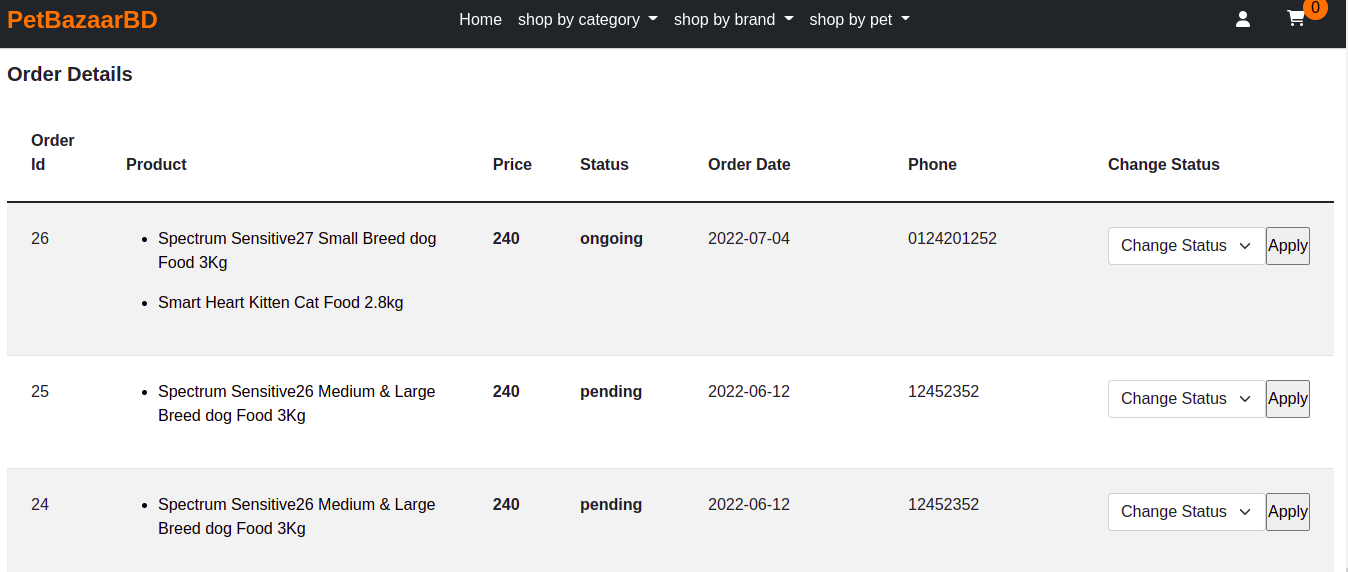 PetBazaarBD Home shop by category shop by brand shop by pet 0
Order Details
Order Id Product Price Status Order Date Phone Change Status
26 Spectrum Sensitive27 Small Breed dog 240 ongoing 2022-07-04 0124201252 Change Status Apply
Food 3Kg
Smart Heart Kitten Cat Food 2.8kg
25 Spectrum Sensitive26 Medium & Large 240 pending 2022-06-12 12452352 Change Status Apply
Breed dog Food 3Kg
24 Spectrum Sensitive26 Medium & Large 240 pending 2022-06-12 12452352 Change Status Apply
Breed dog Food 3Kg